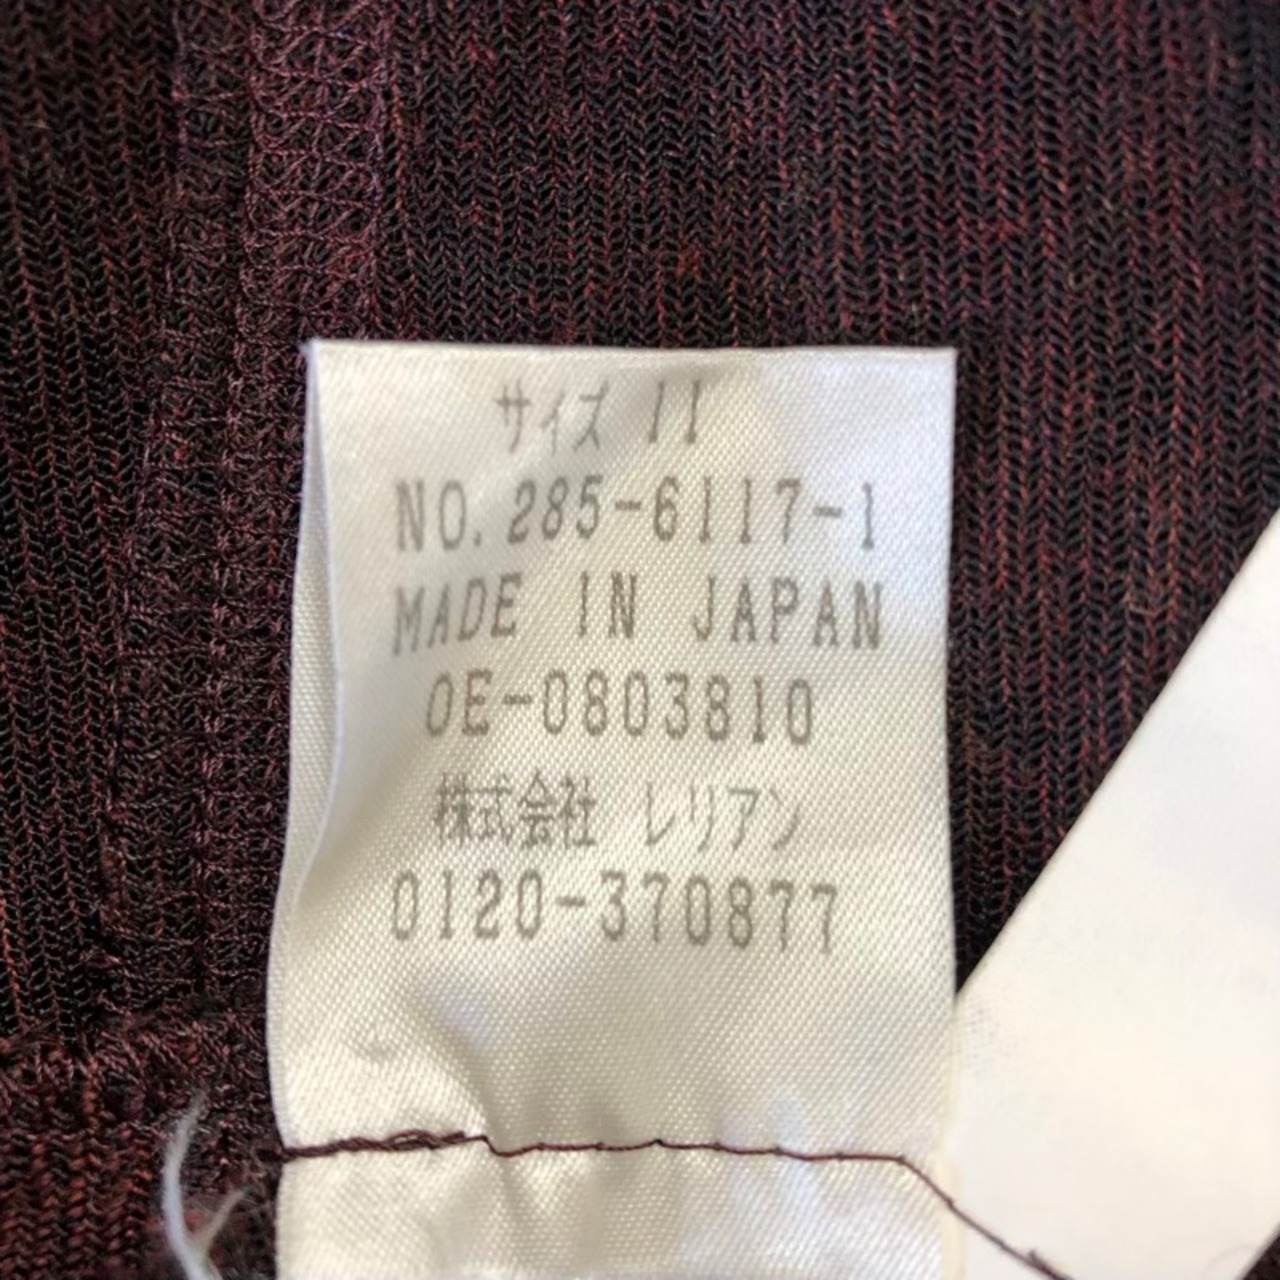 サイズ 11
NO.285-6117-1
MADE IN JAPAN
OE-0803810
株式会社 レリアン
0120-370877